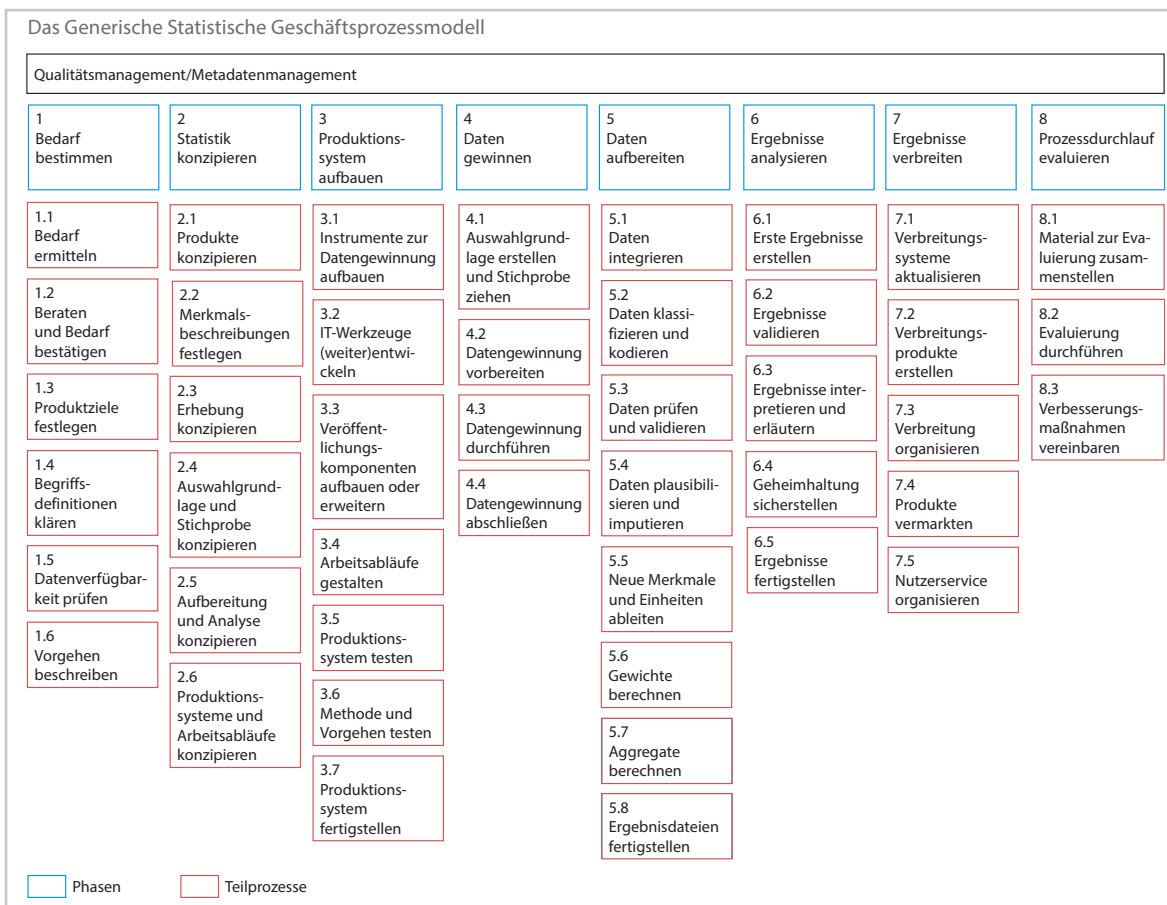 Das Generische Statistische Geschäftsprozessmodell
Qualitätsmanagement/Metadatenmanagement
1
Bedarf
bestimmen
2
Statistik
konzipieren
3
Produktions-
system
aufbauen
4
Daten
gewinnen
5
Daten
aufbereiten
6
Ergebnisse
analysieren
7
Ergebnisse
verbreiten
8
Prozessdurchlauf
evaluieren
1.1
Bedarf
ermitteln
1.2
Beraten
und Bedarf
bestätigen
1.3
Produktziele
festlegen
1.4
Begriffs-
definitionen
klären
1.5
Datenverfügbar-
keit prüfen
1.6
Vorgehen
beschreiben
2.1
Produkte
konzipieren
2.2
Merkmals-
beschreibungen
festlegen
2.3
Erhebung
konzipieren
2.4
Auswahlgrund-
lage und
Stichprobe
konzipieren
2.5
Aufbereitung
und Analyse
konzipieren
2.6
Produktions-
systeme und
Arbeitsabläufe
konzipieren
3.1
Instrumente zur
Datengewinnung
aufbauen
3.2
IT-Werkzeuge
(weiter)entwi-
ckeln
3.3
Veröffent-
lichungs-
komponenten
aufbauen oder
erweitern
3.4
Arbeitsabläufe
gestalten
3.5
Produktions-
system testen
3.6
Methode und
Vorgehen testen
3.7
Produktions-
system
fertigstellen
4.1
Auswahlgrund-
lage erstellen
und Stichprobe
ziehen
4.2
Datengewinnung
vorbereiten
4.3
Datengewinnung
durchführen
4.4
Datengewinnung
abschließen
5.1
Daten
integrieren
5.2
Daten klassi-
fizieren und
kodieren
5.3
Daten prüfen
und validieren
5.4
Daten plausibili-
sieren und
imputieren
5.5
Neue Merkmale
und Einheiten
ableiten
5.6
Gewichte
berechnen
5.7
Aggregate
berechnen
5.8
Ergebnisdateien
fertigstellen
6.1
Erste Ergebnisse
erstellen
6.2
Ergebnisse
validieren
6.3
Ergebnisse inter-
pretieren und
erläutern
6.4
Geheimhaltung
sicherstellen
6.5
Ergebnisse
fertigstellen
7.1
Verbreitungs-
systeme
aktualisieren
7.2
Verbreitungs-
produkte
erstellen
7.3
Verbreitung
organisieren
7.4
Produkte
vermarkten
7.5
Nutzerservice
organisieren
8.1
Material zur Eva-
luierung zusam-
menstellen
8.2
Evaluierung
durchführen
8.3
Verbesserungs-
maßnahmen
vereinbaren
Phasen
Teilprozesse